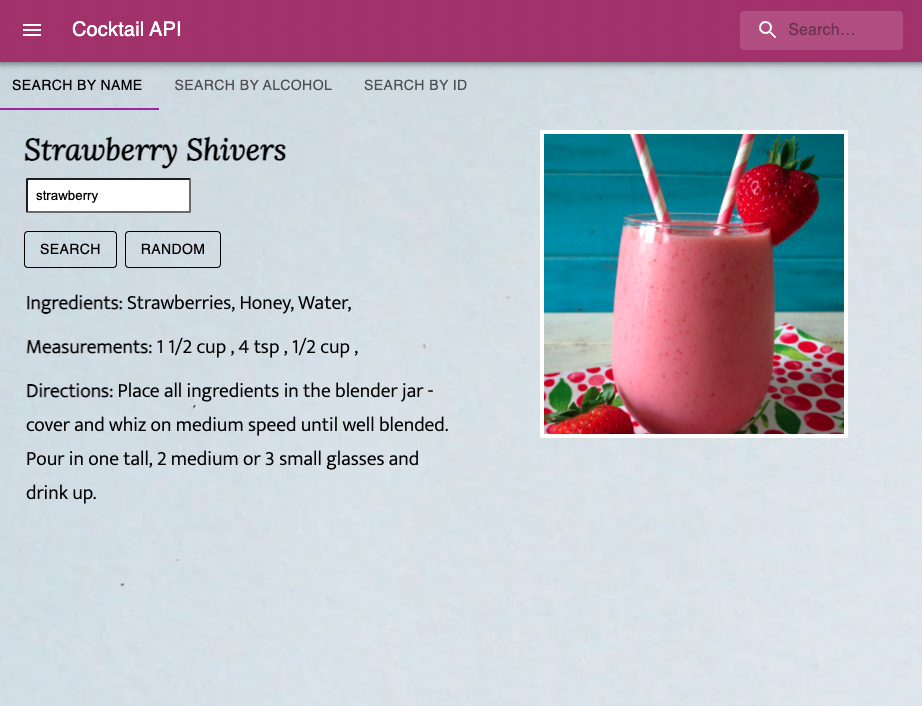 Cocktail API
Search…
SEARCH BY NAME SEARCH BY ALCOHOL SEARCH BY ID
Strawberry Shivers
strawberry
SEARCH RANDOM
Ingredients: Strawberries, Honey, Water,
Measurements: 1 1/2 cup , 4 tsp , 1/2 cup ,
Directions: Place all ingredients in the blender jar -
cover and whiz on medium speed until well blended.
Pour in one tall, 2 medium or 3 small glasses and
drink up.